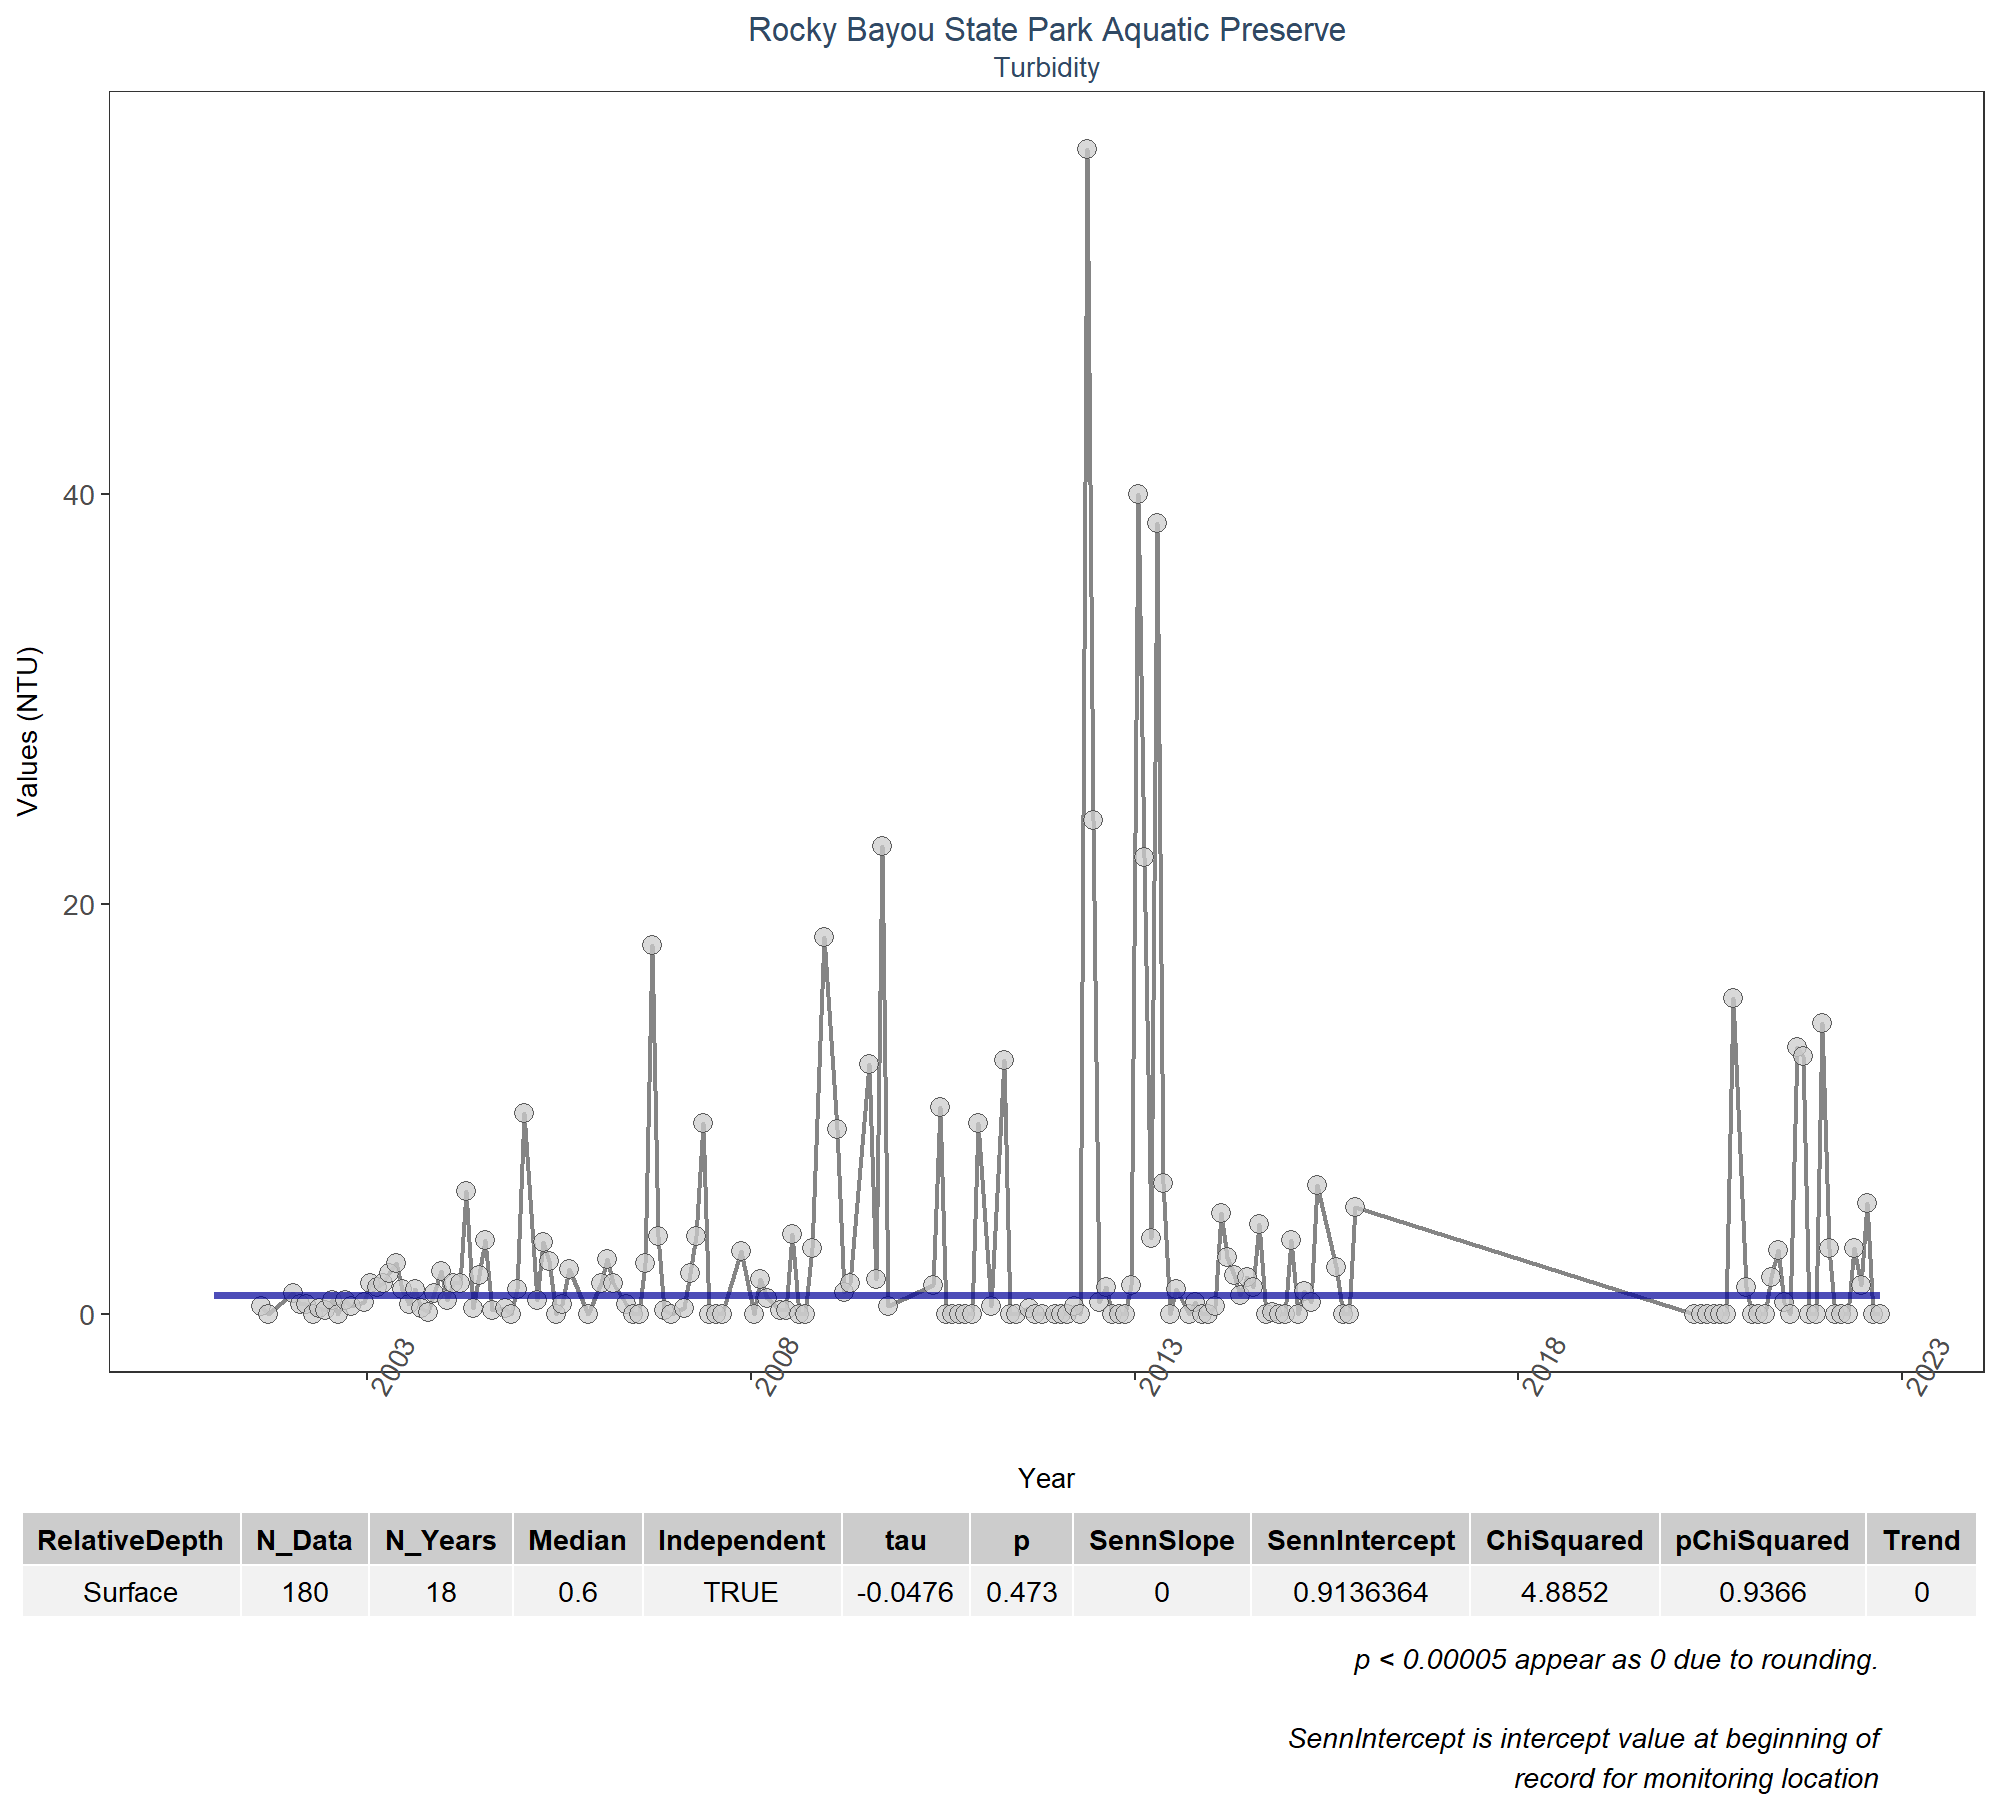 Rocky Bayou State Park Aquatic Preserve
Turbidity
Values (NTU)
40
20
0
2003
2008
2013
2018
2023
Year
RelativeDepth N_Data N_Years Median Independent tau p SennSlope SennIntercept ChiSquared pChiSquared Trend
Surface 180 18 0.6 TRUE -0.0476 0.473 0 0.9136364 4.8852 0.9366 0
p < 0.00005 appear as 0 due to rounding.
SennIntercept is intercept value at beginning of
record for monitoring location